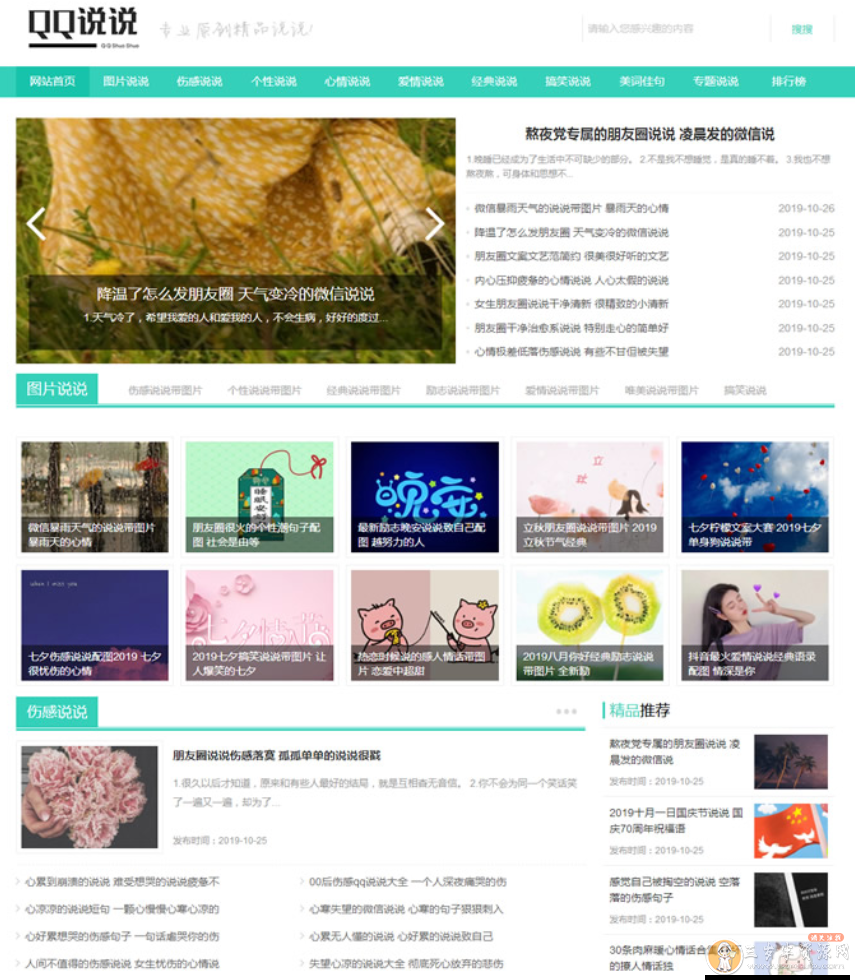 QQ说说
QQ Shuo Shuo
专业原创精品说说!
请输入您感兴趣的内容
搜搜
网站首页 图片说说 伤感说说 个性说说 心情说说 爱情说说 经典说说 搞笑说说 美词佳句 专题说说 排行榜
降温了怎么发朋友圈 天气变冷的微信说说
1.天气冷了，希望我爱的人和爱我的人，不会生病，好好的度过...
熬夜党专属的朋友圈说说 凌晨发的微信说
1.晚睡已经成为了生活中不可缺少的部分。 2.不是我不想睡觉，是真的睡不着。 3.我也不想
熬夜熬，可身体和思想不...
微信暴雨天气的说说带图片 暴雨天的心情 2019-10-26
降温了怎么发朋友圈 天气变冷的微信说说 2019-10-25
朋友圈文案文艺范简约 很美很好听的文艺 2019-10-25
内心压抑疲惫的心情说说 人心太假的说说 2019-10-25
女生朋友圈说说干净清新 很精致的小清新 2019-10-25
朋友圈干净治愈系说说 特别走心的简单好 2019-10-25
心情极差低落伤感说说 有些不甘但被失望 2019-10-25
图片说说 伤感说说带图片 个性说说带图片 经典说说带图片 励志说说带图片 爱情说说带图片 唯美说说带图片 搞笑说说
微信暴雨天气的说说带图片
暴雨天的心情
睡眠
朋友圈很火的个性潮句子配
图 社会是由等
晚安
最新励志晚安说说致自己配
图 越努力的人
立
秋
立秋朋友圈说说带图片 2019
立秋节气经典
七夕柠檬文案大赛 2019七夕
单身狗说说带
when I miss you
七夕伤感说说配图2019 七夕
很忧伤的心情
七夕情话
2019七夕搞笑说说带图片 让
人爆笑的七夕
热恋时候说的感人情话带图
片 恋爱中超甜
2019八月你好经典励志说说
带图片 全新励
抖音最火爱情说说经典语录
配图 情深是你
伤感说说
朋友圈说说伤感落寞 孤孤单单的说说很戳
1.很久以后才知道，原来和有些人最好的结局，就是互相杳无音信。 2.你不会为同一个笑话笑
了一遍又一遍，却为了...
发布时间：2019-10-25
心累到崩溃的说说 难受想哭的说说疲惫不
00后伤感qq说说大全 一个人深夜痛哭的伤
心凉凉的说说短句 一颗心慢慢心寒心凉的
心寒失望的微信说说 心寒的句子狠狠刺入
心好累想哭的伤感句子 一句话虐哭你的伤
心累无人懂的说说 心好累的说说致自己
人间不值得的伤感说说 女生忧伤的心情说
失望心凉的说说大全 彻底死心放弃的悲伤
精品推荐
熬夜党专属的朋友圈说说 凌
晨发的微信说
发布时间：2019-10-25
2019十月一日国庆节说说 国
庆70周年祝福语
发布时间：2019-10-25
感觉自己被掏空的说说 空落
落的伤感句子
发布时间：2019-10-25
30条肉麻暖心情话合集
的撩人情话独